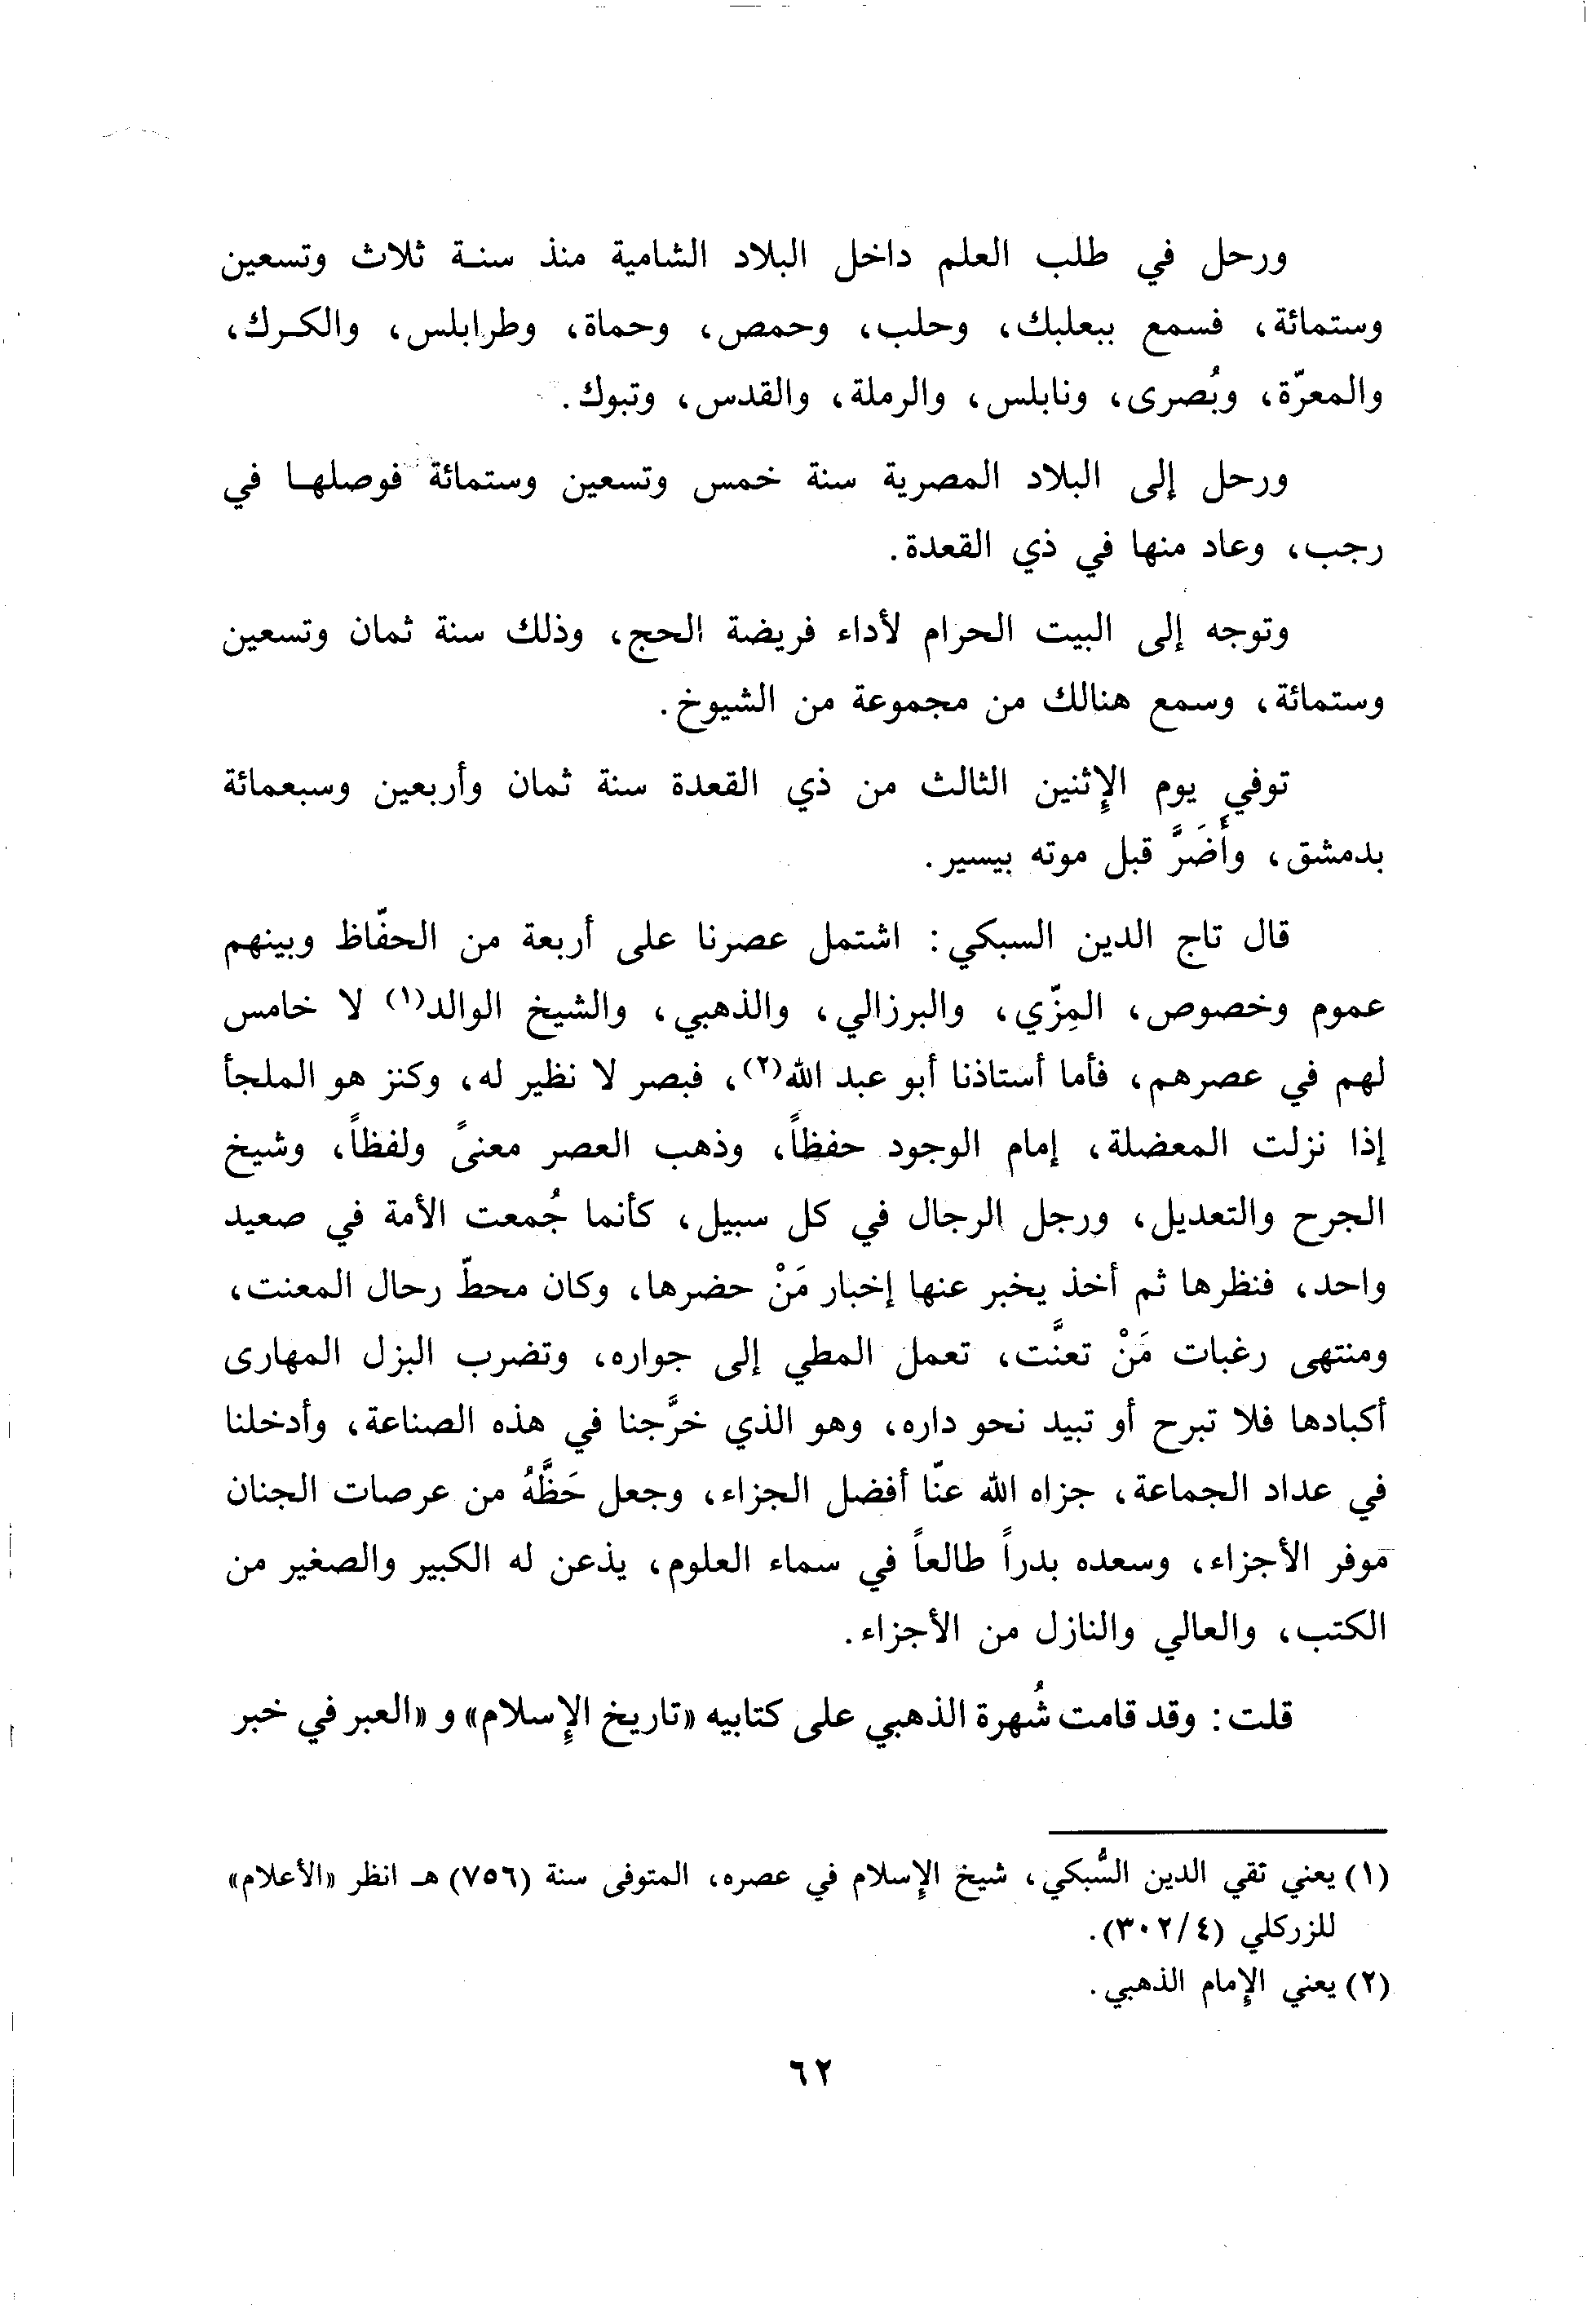 ورحل في طلب العلم داخل البلاد الشامية منذ سنة ثلاث وتسعين
وستمائة، فسمع ببعلبك، وحلب، وحمص، وحماة، وطرابلس، والكرك،
والمعرّة، وبُصرى، ونابلس، والرملة، والقدس، وتبوك.
ورحل إلى البلاد المصرية سنة خمس وتسعين وستمائة فوصلها في
رجب، وعاد منها في ذي القعدة.
وتوجه إلى البيت الحرام لأداء فريضة الحج، وذلك سنة ثمان وتسعين
وستمائة، وسمع هنالك من مجموعة من الشيوخ.
توفي يوم الإثنين الثالث من ذي القعدة سنة ثمان وأربعين وسبعمائة
بدمشق، وأَضَرَّ قبل موته بيسير.
قال تاج الدين السبكي: اشتمل عصرنا على أربعة من الحفّاظ وبينهم
عموم وخصوص، المِزّي، والبرزالي، والذهبي، والشيخ الوالد(١) لا خامس
لهم في عصرهم، فأما أستاذنا أبو عبد الله(٢)، فبصر لا نظير له، وكنز هو الملجأ
إذا نزلت المعضلة، إمام الوجود حفظاً، وذهب العصر معنىً ولفظاً، وشيخ
الجرح والتعديل، ورجل الرجال في كل سبيل، كأنما جُمعت الأمة في صعيد
واحد، فنظرها ثم أخذ يخبر عنها إخبار مَنْ حضرها، وكان محطّ رحال المعنت،
ومنتهى رغبات مَنْ تعنَّت، تعمل المطي إلى جواره، وتضرب البزل المهارى
أكبادها فلا تبرح أو تبيد نحو داره، وهو الذي خرَّجنا في هذه الصناعة، وأدخلنا
في عداد الجماعة، جزاه الله عنّا أفضل الجزاء، وجعل حَظَّهُ من عرصات الجنان
موفر الأجزاء، وسعده بدراً طالعاً في سماء العلوم، يذعن له الكبير والصغير من
الكتب، والعالي والنازل من الأجزاء.
قلت: وقد قامت شُهرة الذهبي على كتابيه «تاريخ الإسلام» و «العبر في خبر
(١) يعني تقي الدين السُّبكي، شيخ الإسلام في عصره، المتوفى سنة (٧٥٦) هـ انظر «الأعلام»
للزركلي (٣٠٢/٤).
(٢) يعني الإمام الذهبي.
٦٢